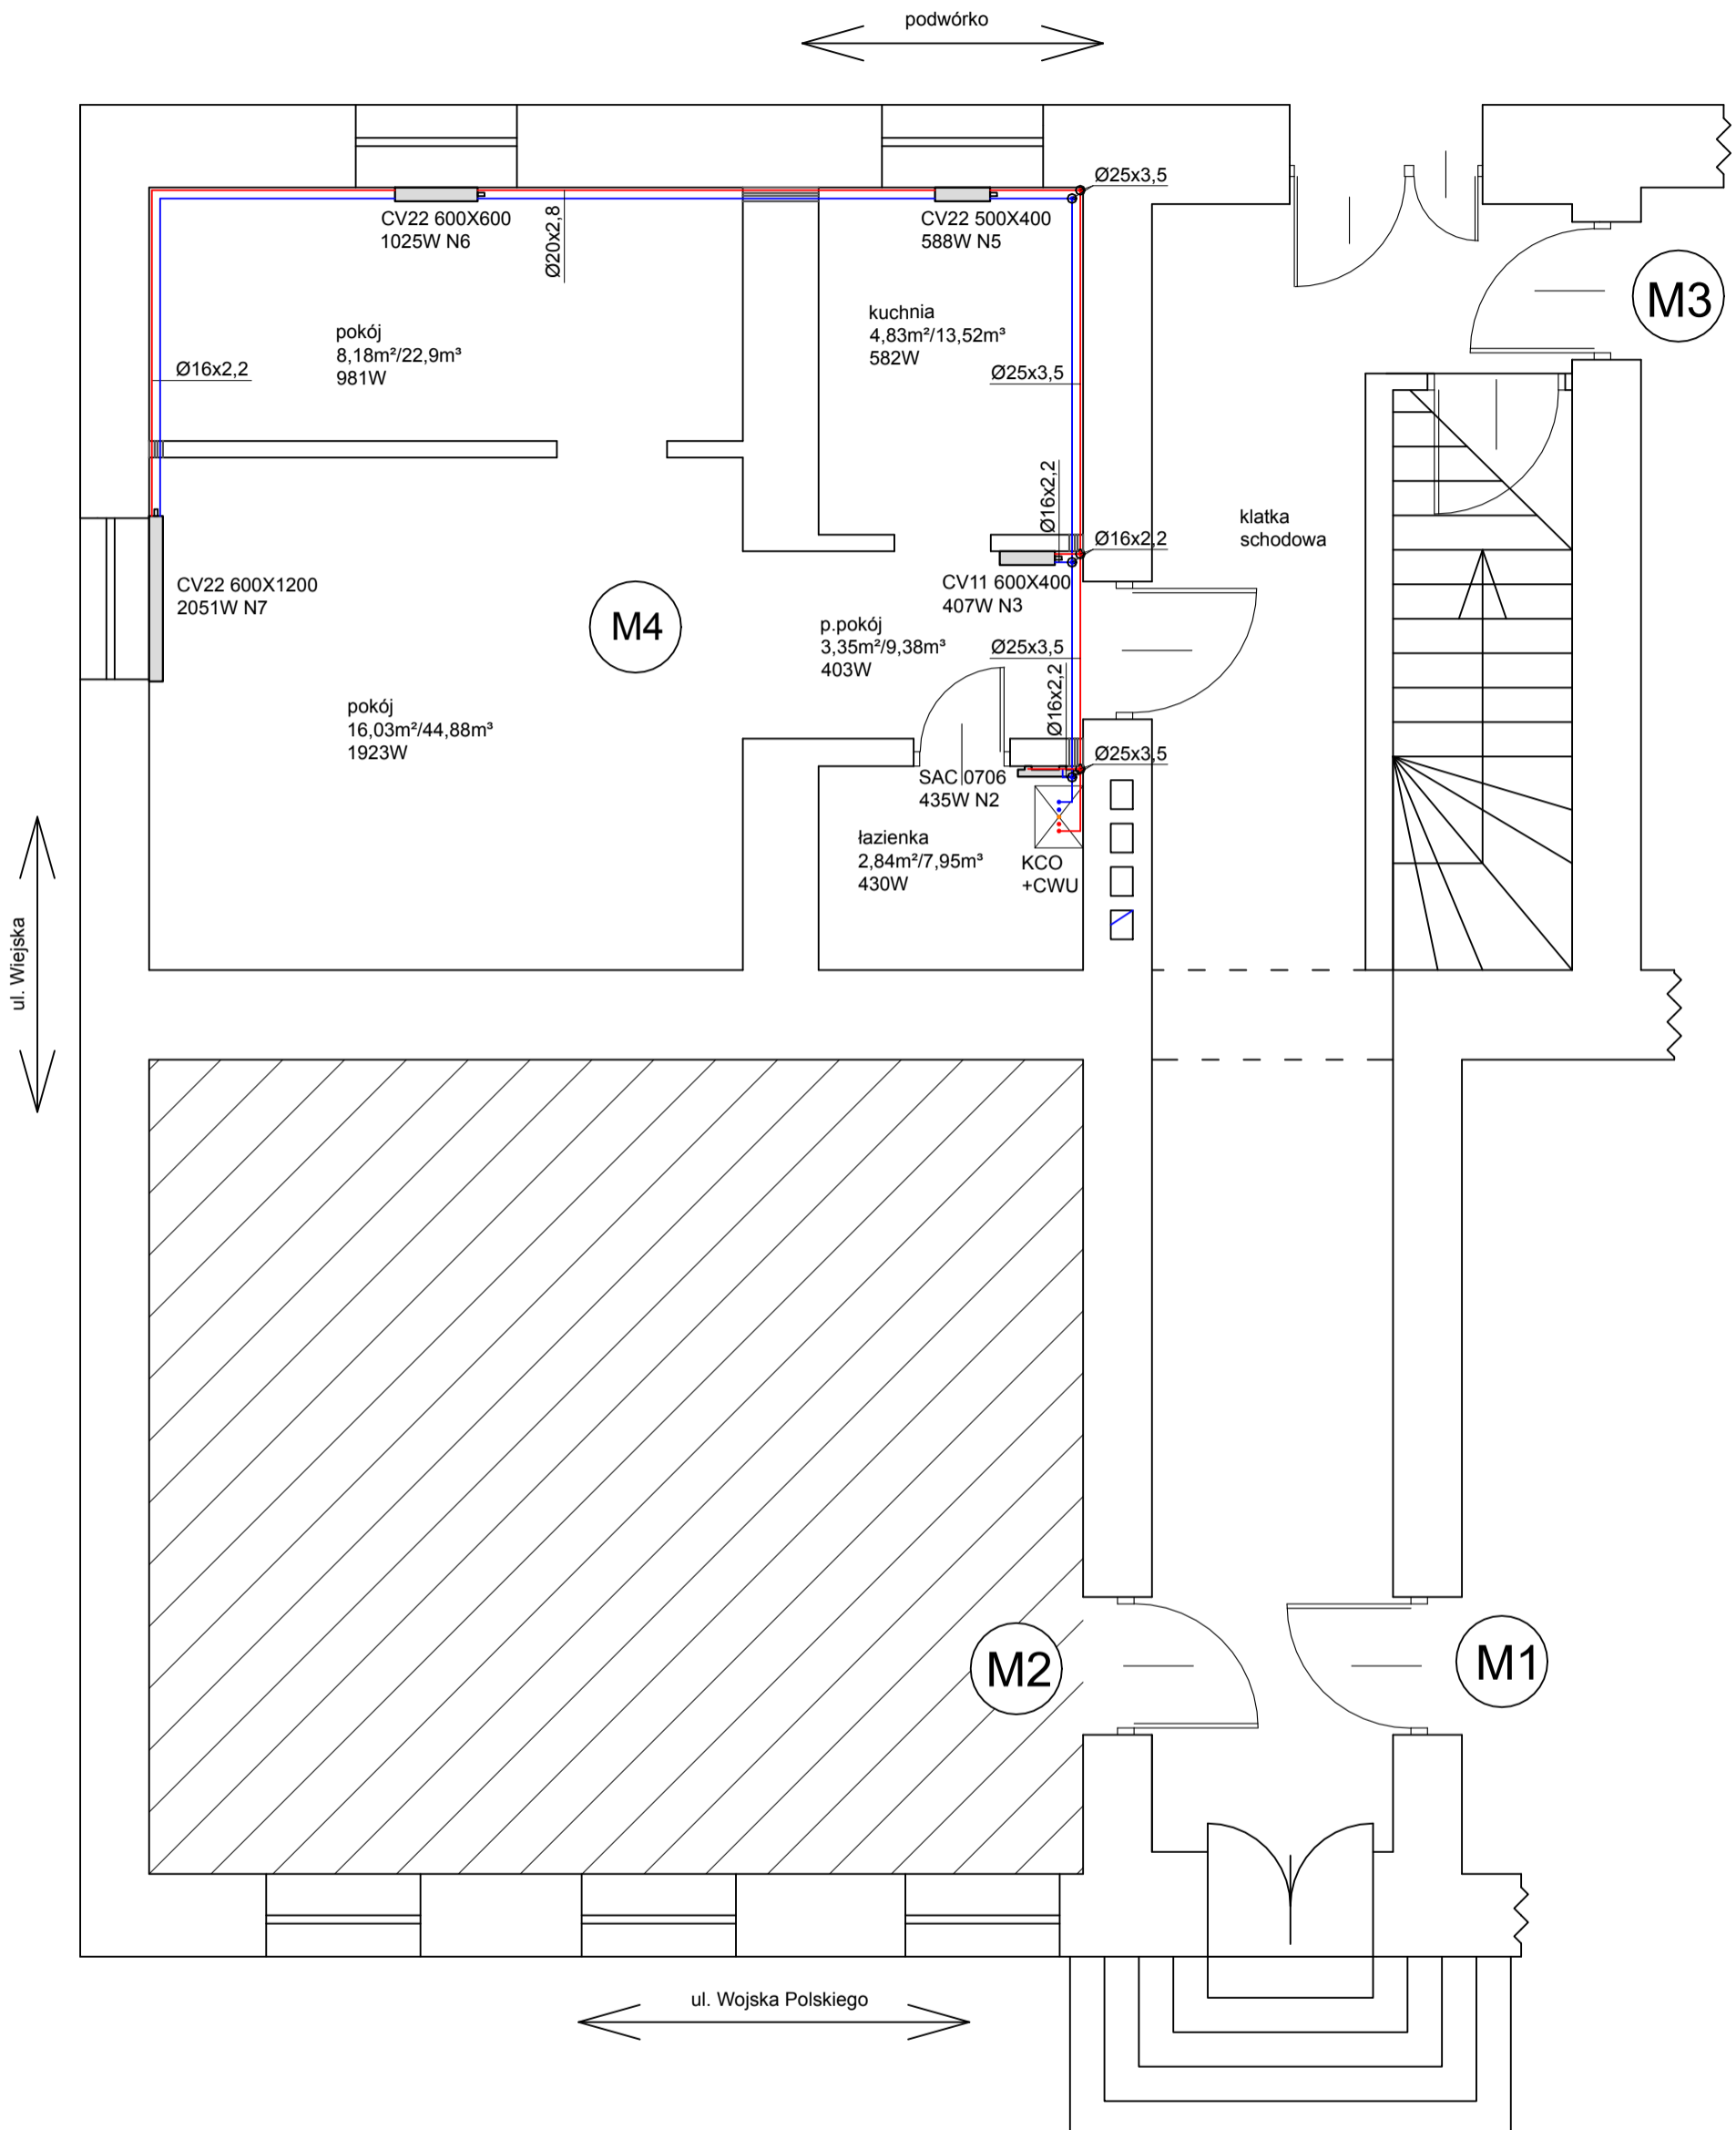 podwórko
Ø25x3,5
CV22 600X600
1025W N6
Ø20x2,8
CV22 500X400
588W N5
M3
kuchnia
4,83m²/13,52m³
582W
pokój
8,18m²/22,9m³
981W
Ø16x2,2
Ø25x3,5
Ø16x2,2
klatka
schodowa
Ø16x2,2
CV22 600X1200
2051W N7
CV11 600X400
407W N3
M4
p.pokój
3,35m²/9,38m³
403W
Ø25x3,5
Ø16x2,2
pokój
16,03m²/44,88m³
1923W
Ø25x3,5
SAC 0706
435W N2
łazienka
2,84m²/7,95m³
430W
KCO
+CWU
ul. Wiejska
M2
M1
ul. Wojska Polskiego